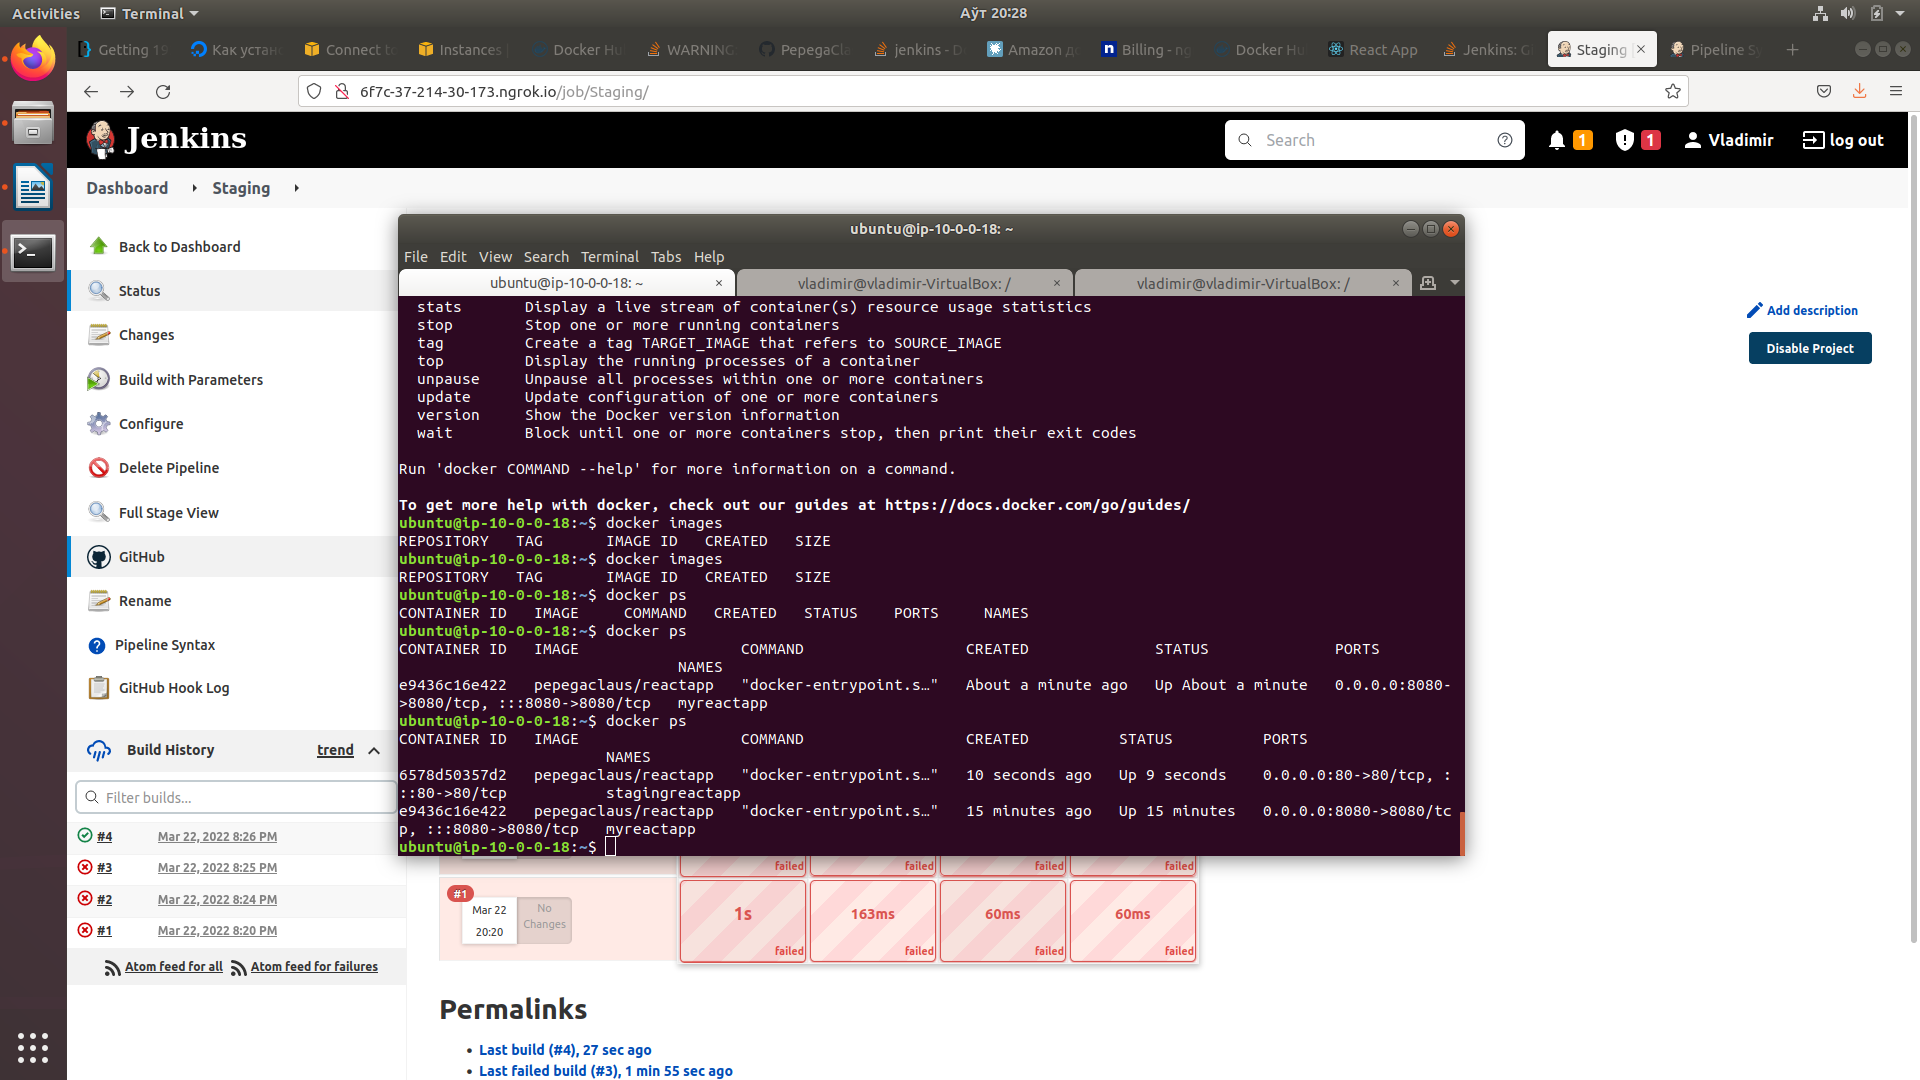 Activities
Terminal
Аўт 20:28
Getting 19
Как устан
Connect to
Instances
Docker Hu
WARNING:
PepegaCla
jenkins - D
Amazon до
Billing - ng
Docker Hu
React App
Jenkins: Gi
Staging
Pipeline Sy
6f7c-37-214-30-173.ngrok.io/job/Staging/
Jenkins
Search
1
1
Vladimir
log out
Dashboard
Staging
Back to Dashboard
Status
Changes
Build with Parameters
Configure
Delete Pipeline
Full Stage View
GitHub
Rename
Pipeline Syntax
GitHub Hook Log
Build History
trend
Filter builds...
#4 Mar 22, 2022 8:26 PM
#3 Mar 22, 2022 8:25 PM
#2 Mar 22, 2022 8:24 PM
#1 Mar 22, 2022 8:20 PM
Atom feed for all
Atom feed for failures
Add description
Disable Project
ubuntu@ip-10-0-0-18: ~
File Edit View Search Terminal Tabs Help
ubuntu@ip-10-0-0-18: ~
vladimir@vladimir-VirtualBox: /
vladimir@vladimir-VirtualBox: /
stats Display a live stream of container(s) resource usage statistics
stop Stop one or more running containers
tag Create a tag TARGET_IMAGE that refers to SOURCE_IMAGE
top Display the running processes of a container
unpause Unpause all processes within one or more containers
update Update configuration of one or more containers
version Show the Docker version information
wait Block until one or more containers stop, then print their exit codes
Run 'docker COMMAND --help' for more information on a command.
To get more help with docker, check out our guides at https://docs.docker.com/go/guides/
ubuntu@ip-10-0-0-18:~$ docker images
REPOSITORY TAG IMAGE ID CREATED SIZE
ubuntu@ip-10-0-0-18:~$ docker images
REPOSITORY TAG IMAGE ID CREATED SIZE
ubuntu@ip-10-0-0-18:~$ docker ps
CONTAINER ID IMAGE COMMAND CREATED STATUS PORTS NAMES
ubuntu@ip-10-0-0-18:~$ docker ps
CONTAINER ID IMAGE COMMAND CREATED STATUS PORTS
NAMES
e9436c16e422 pepegaclaus/reactapp "docker-entrypoint.s…" About a minute ago Up About a minute 0.0.0.0:8080-
>8080/tcp, :::8080->8080/tcp myreactapp
ubuntu@ip-10-0-0-18:~$ docker ps
CONTAINER ID IMAGE COMMAND CREATED STATUS PORTS
NAMES
6578d50357d2 pepegaclaus/reactapp "docker-entrypoint.s…" 10 seconds ago Up 9 seconds 0.0.0.0:80->80/tcp, :
::80->80/tcp stagingreactapp
e9436c16e422 pepegaclaus/reactapp "docker-entrypoint.s…" 15 minutes ago Up 15 minutes 0.0.0.0:8080->8080/tc
p, :::8080->8080/tcp myreactapp
ubuntu@ip-10-0-0-18:~$
failed failed failed failed
#1
Mar 22
20:20
No
Changes
1s 163ms 60ms 60ms
failed failed failed failed
Permalinks
Last build (#4), 27 sec ago
Last failed build (#3), 1 min 55 sec ago